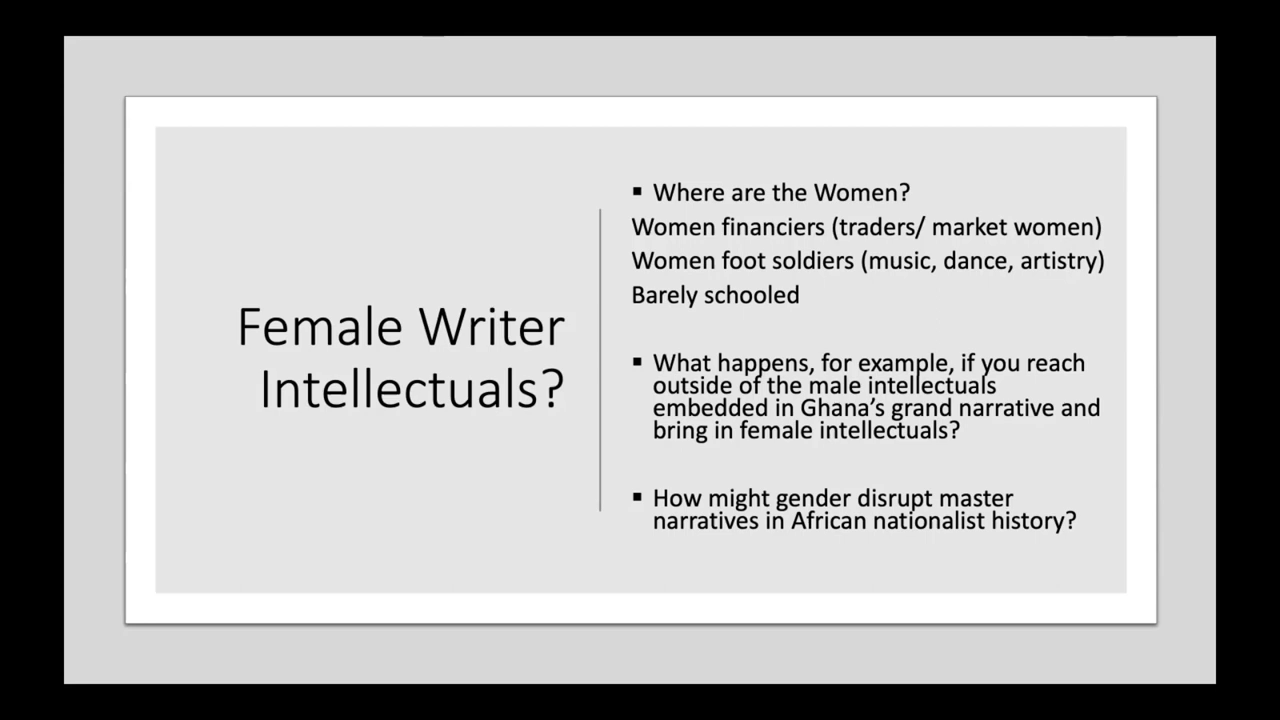 Female Writer
Intellectuals?
▪ Where are the Women?
Women financiers (traders/ market women)
Women foot soldiers (music, dance, artistry)
Barely schooled
▪ What happens, for example, if you reach
outside of the male intellectuals
embedded in Ghana’s grand narrative and
bring in female intellectuals?
▪ How might gender disrupt master
narratives in African nationalist history?